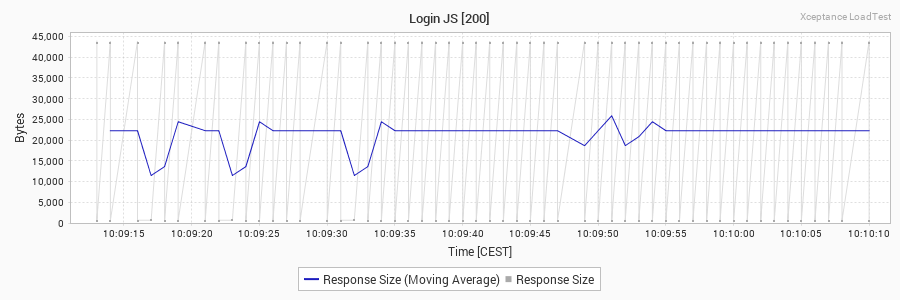 Login JS [200]
Xceptance LoadTest
45,000
40,000
35,000
30,000
25,000
20,000
15,000
10,000
5,000
0
Bytes
10:09:15 10:09:20 10:09:25 10:09:30 10:09:35 10:09:40 10:09:45 10:09:50 10:09:55 10:10:00 10:10:05 10:10:10
Time [CEST]
Response Size (Moving Average) Response Size